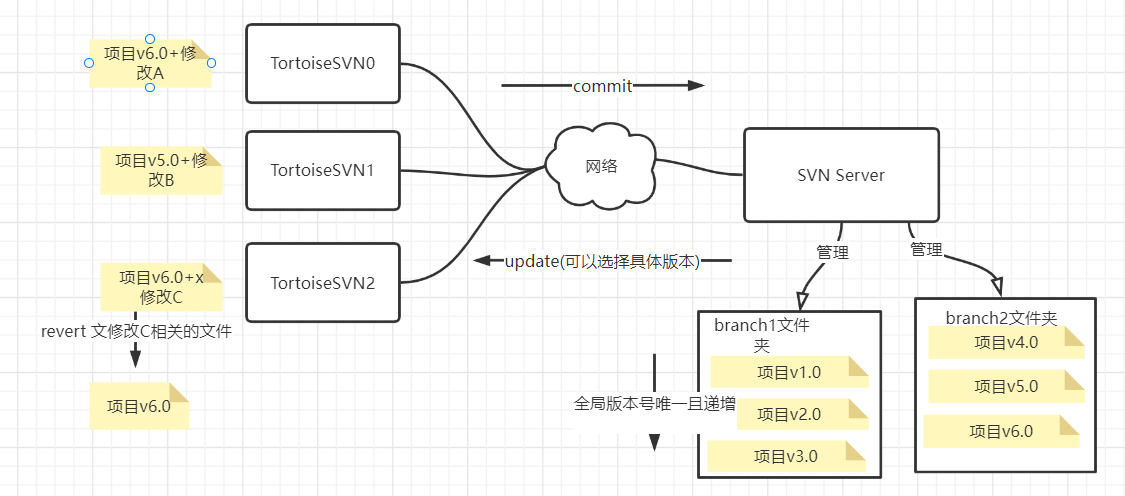 项目v6.0+修
改A
TortoiseSVN0
commit
项目v5.0+修
改B
TortoiseSVN1
网络
SVN Server
项目v6.0+x
修改C
TortoiseSVN2
update(可以选择具体版本)
管理
管理
revert 文修改C相关的文件
项目v6.0
branch1文件
夹
项目v1.0
项目v2.0
项目v3.0
全局版本号唯一且递增
branch2文件夹
项目v4.0
项目v5.0
项目v6.0